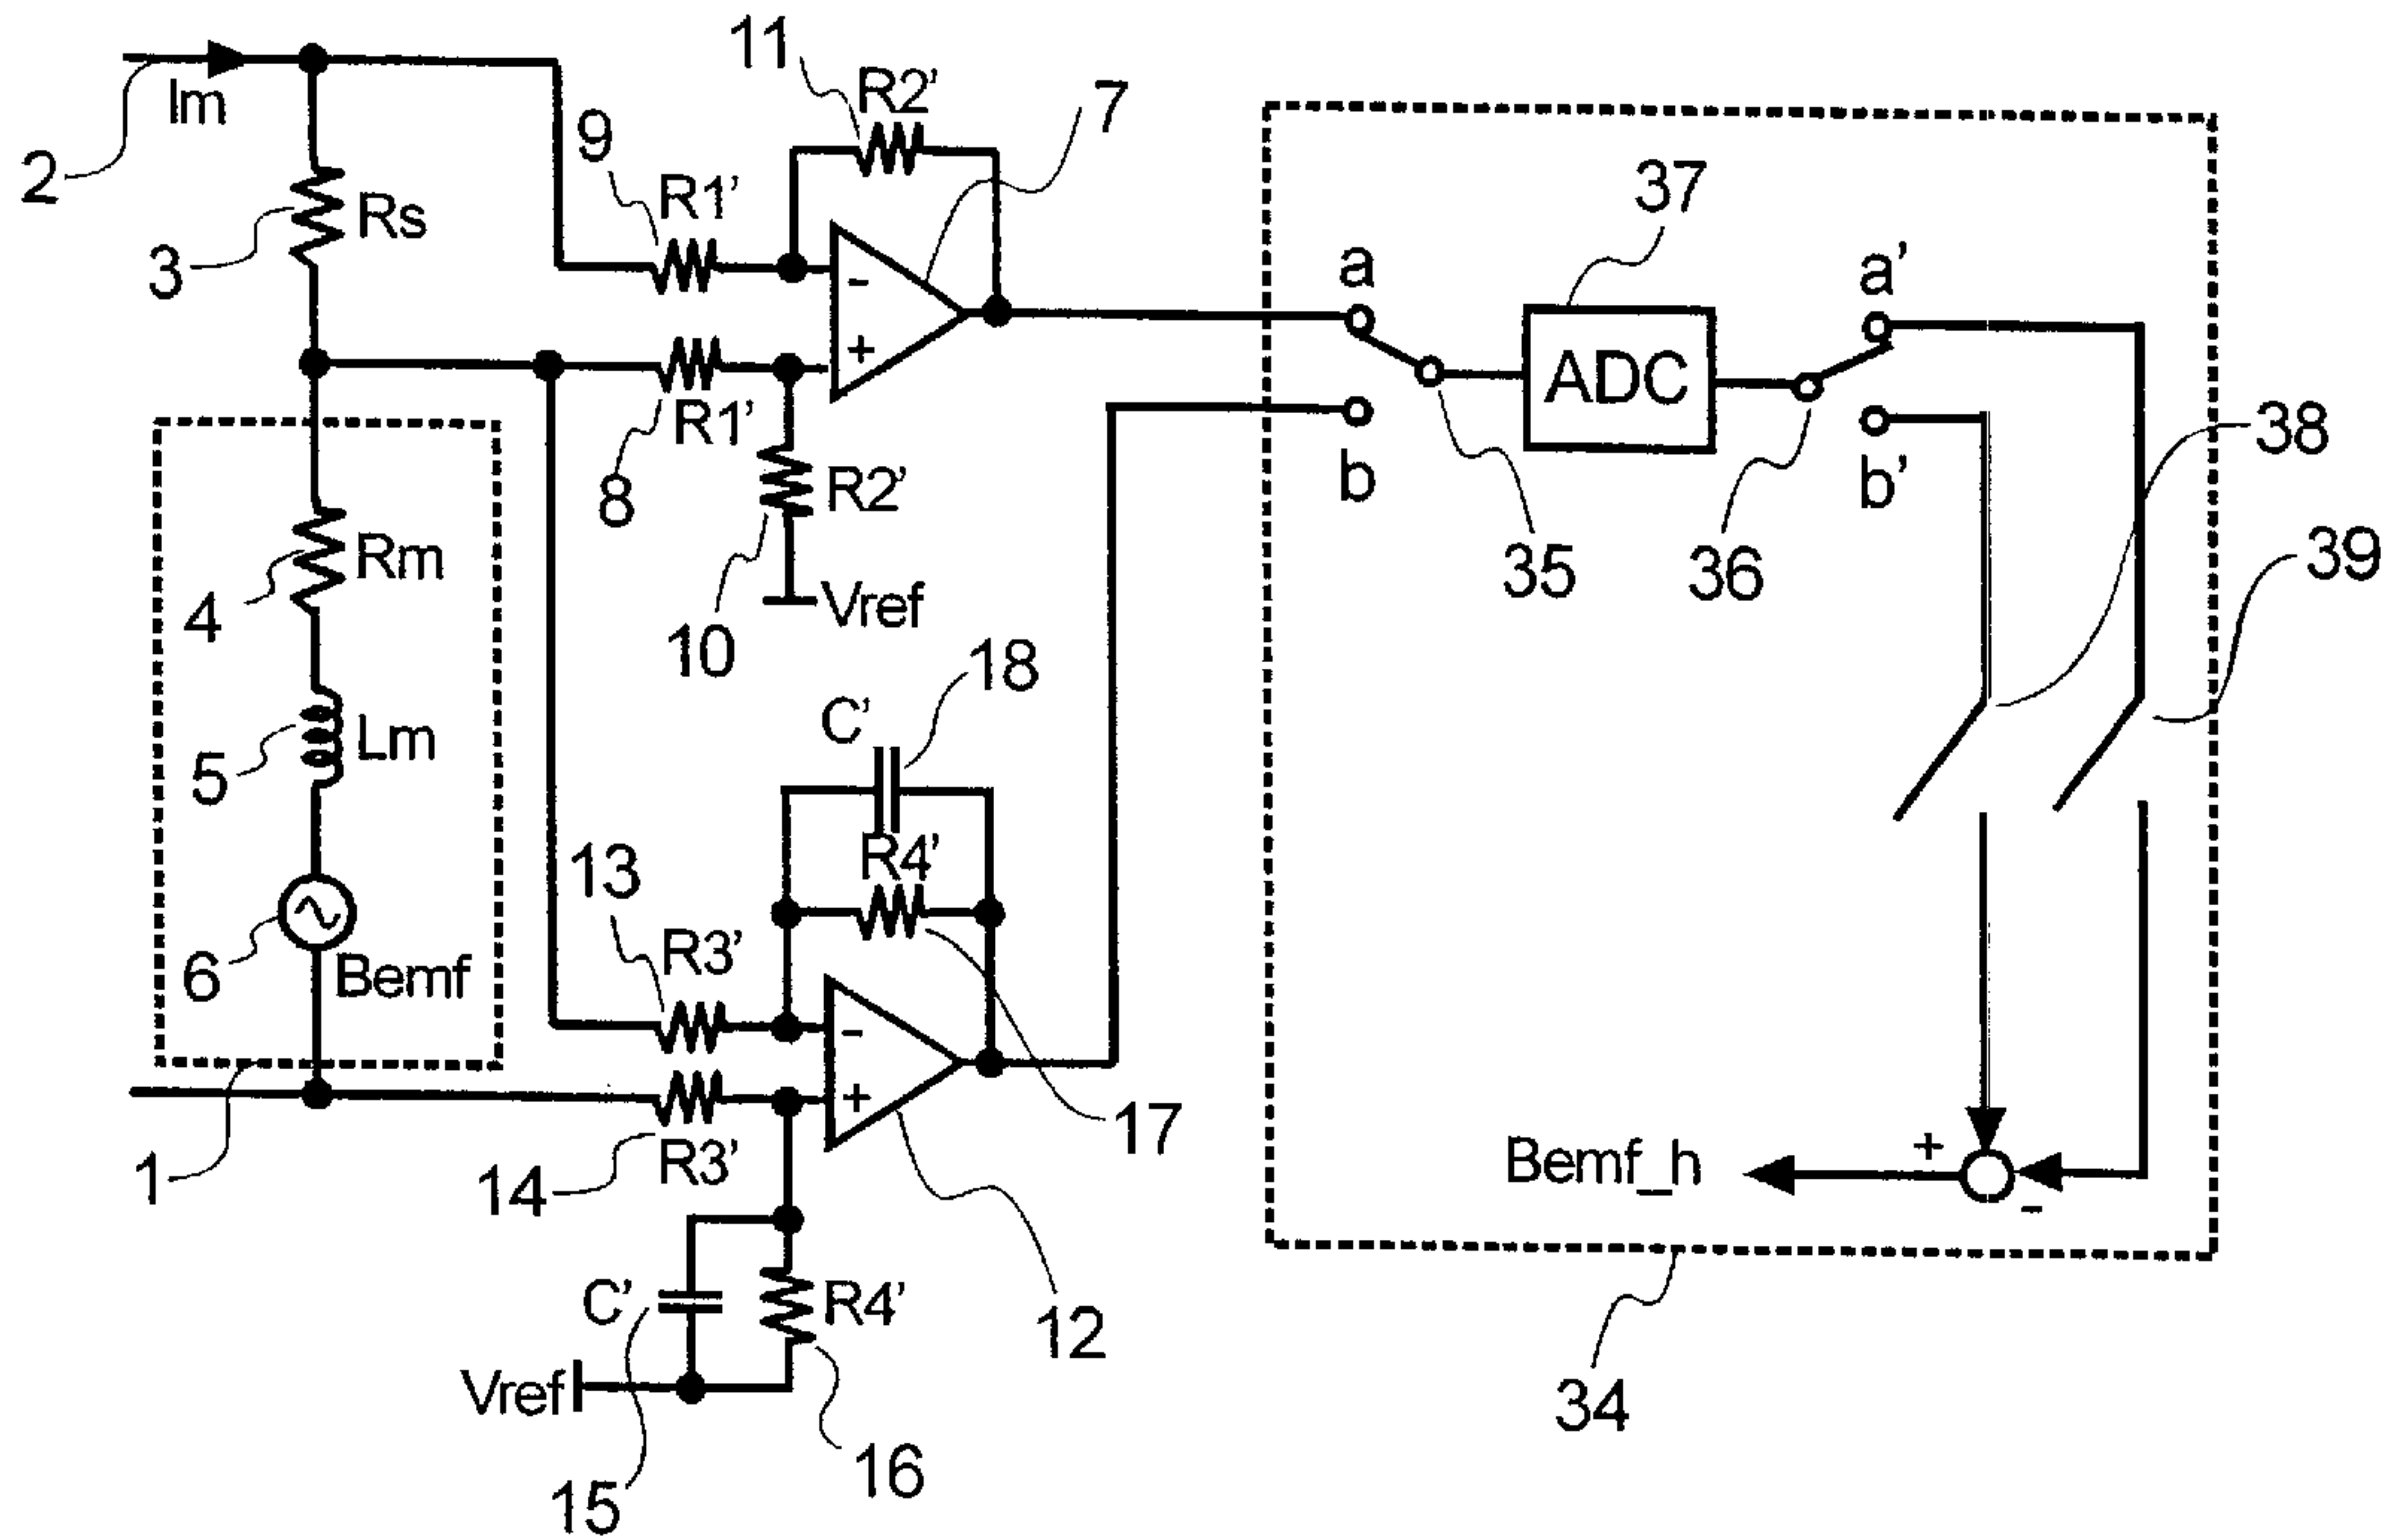 11
R2’
7
Im
2
9
R1’
37
3
Rs
a
a’
-
ADC
+
R1’
b
b’
38
8
R2’
35
36
39
4
Rm
Vref
10
18
C’
5
Lm
R4’
13
R3’
6
Bemf
-
+
17
1
14
R3’
Bemf_h
+
-
C’
R4’
12
Vref
34
16
15